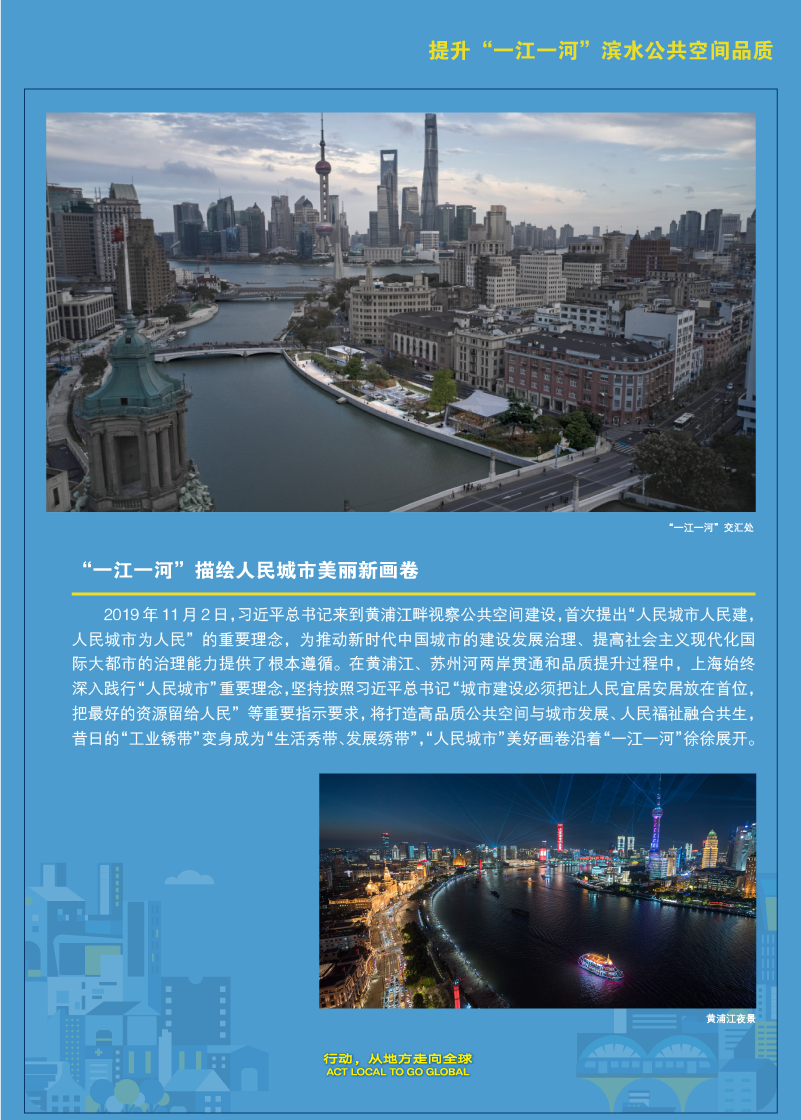 提升“一江一河”滨水公共空间品质
“一江一河”交汇处
“一江一河”描绘人民城市美丽新画卷
2019 年 11 月 2 日，习近平总书记来到黄浦江畔视察公共空间建设，首次提出“人民城市人民建，
人民城市为人民”的重要理念，为推动新时代中国城市的建设发展治理、提高社会主义现代化国
际大都市的治理能力提供了根本遵循。在黄浦江、苏州河两岸贯通和品质提升过程中，上海始终
深入践行“人民城市”重要理念，坚持按照习近平总书记“城市建设必须把让人民宜居安居放在首位，
把最好的资源留给人民”等重要指示要求，将打造高品质公共空间与城市发展、人民福祉融合共生，
昔日的“工业锈带”变身成为“生活秀带、发展绣带”，“人民城市”美好画卷沿着“一江一河”徐徐展开。
黄浦江夜景
行动，从地方走向全球
ACT LOCAL TO GO GLOBAL